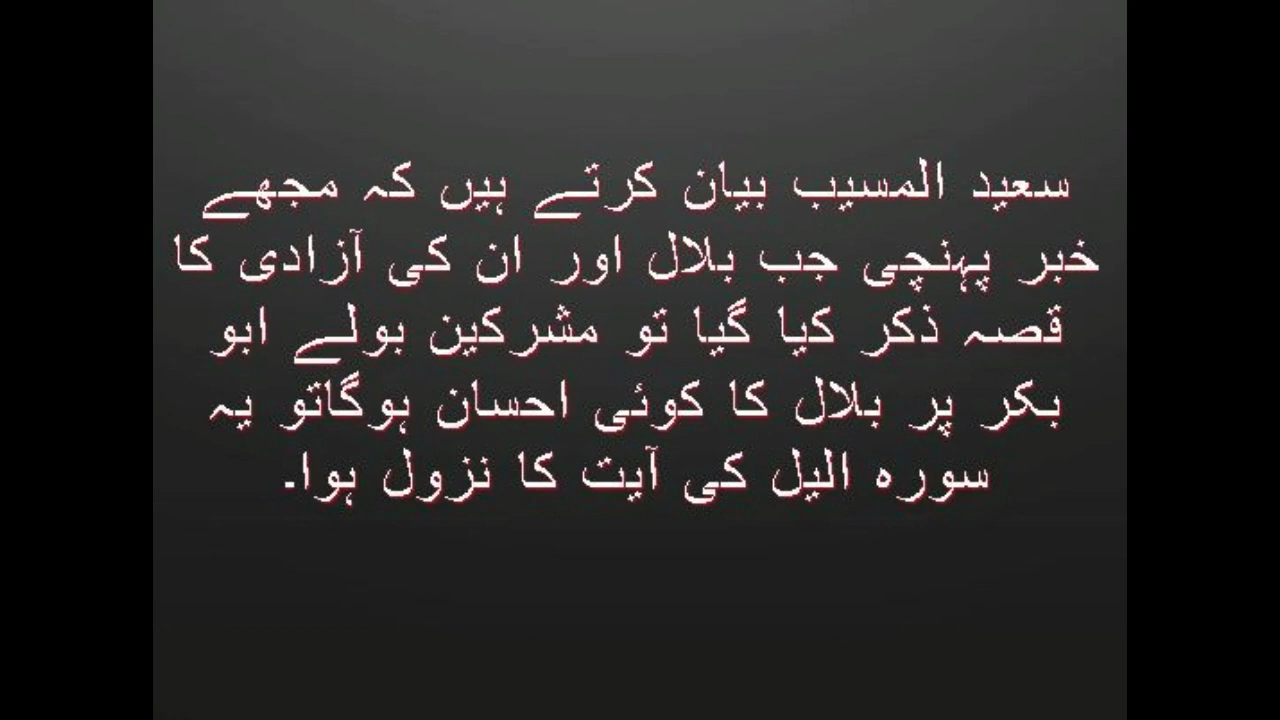 سعید المسیب بیان کرتے ہیں کہ مجھے
خبر پہنچی جب بلال اور ان کی آزادی کا
قصہ ذکر کیا گیا تو مشرکین بولے ابو
بکر پر بلال کا کوئی احسان ہوگاتو یہ
سورہ الیل کی آیت کا نزول ہوا۔